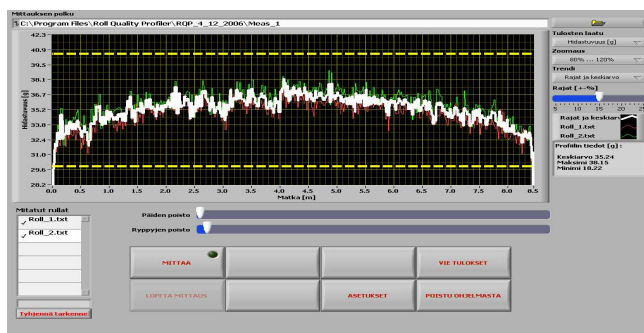 Mittauksen polku
C:\Program Files\Roll Quality Profiler\RQP_4_12_2006\Meas_1
Tulosten laatu
Hidastuvuus [g]
Zoomaus
80% ... 120%
Trendi
Rajat ja keskiarvo
Rajat [+-%]
5 10 15 20 25
Rajat ja keskiarv
Roll_1.txt
Roll_2.txt
Profiilin tiedot [g] :
Keskiarvo 35.24
Maksimi 38.15
Minimi 18.22
Hidastuvuus [g]
42.3
40.9
39.5
38.1
36.7
35.2
33.8
32.4
31.0
29.6
28.2
0.0 0.5 1.0 1.5 2.0 2.5 3.0 3.5 4.0 4.5 5.0 5.5 6.0 6.5 7.0 7.5 8.0 8.5
Matka [m]
Mitatut rullat
Roll_1.txt
Roll_2.txt
Tyhjennä tarkenne
Päiden poisto
Ryppyjen poisto
MITTAA
VIE TULOKSET
LOPETA MITTAUS
ASETUKSET
POISTU OHJELMASTA